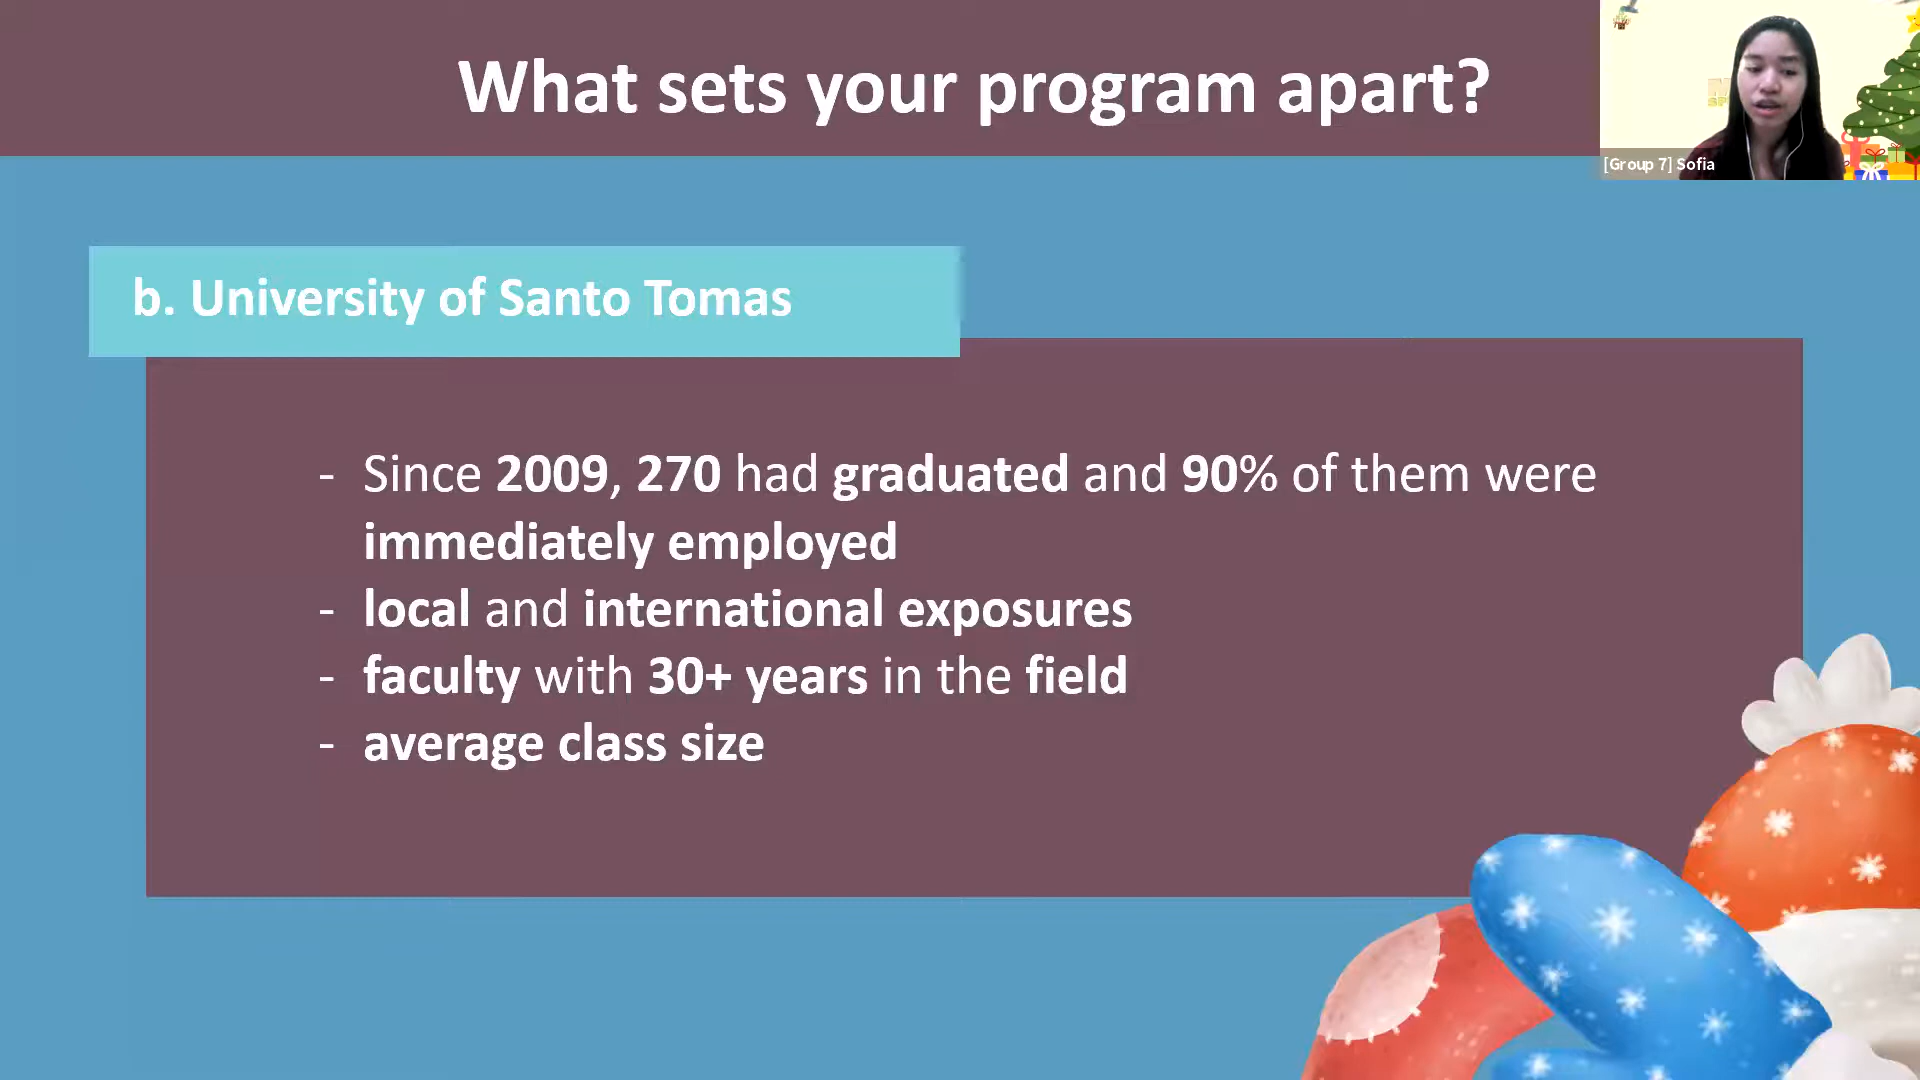 What sets your program apart?
[Group 7] Sofia
b. University of Santo Tomas
- Since 2009, 270 had graduated and 90% of them were
immediately employed
- local and international exposures
- faculty with 30+ years in the field
- average class size